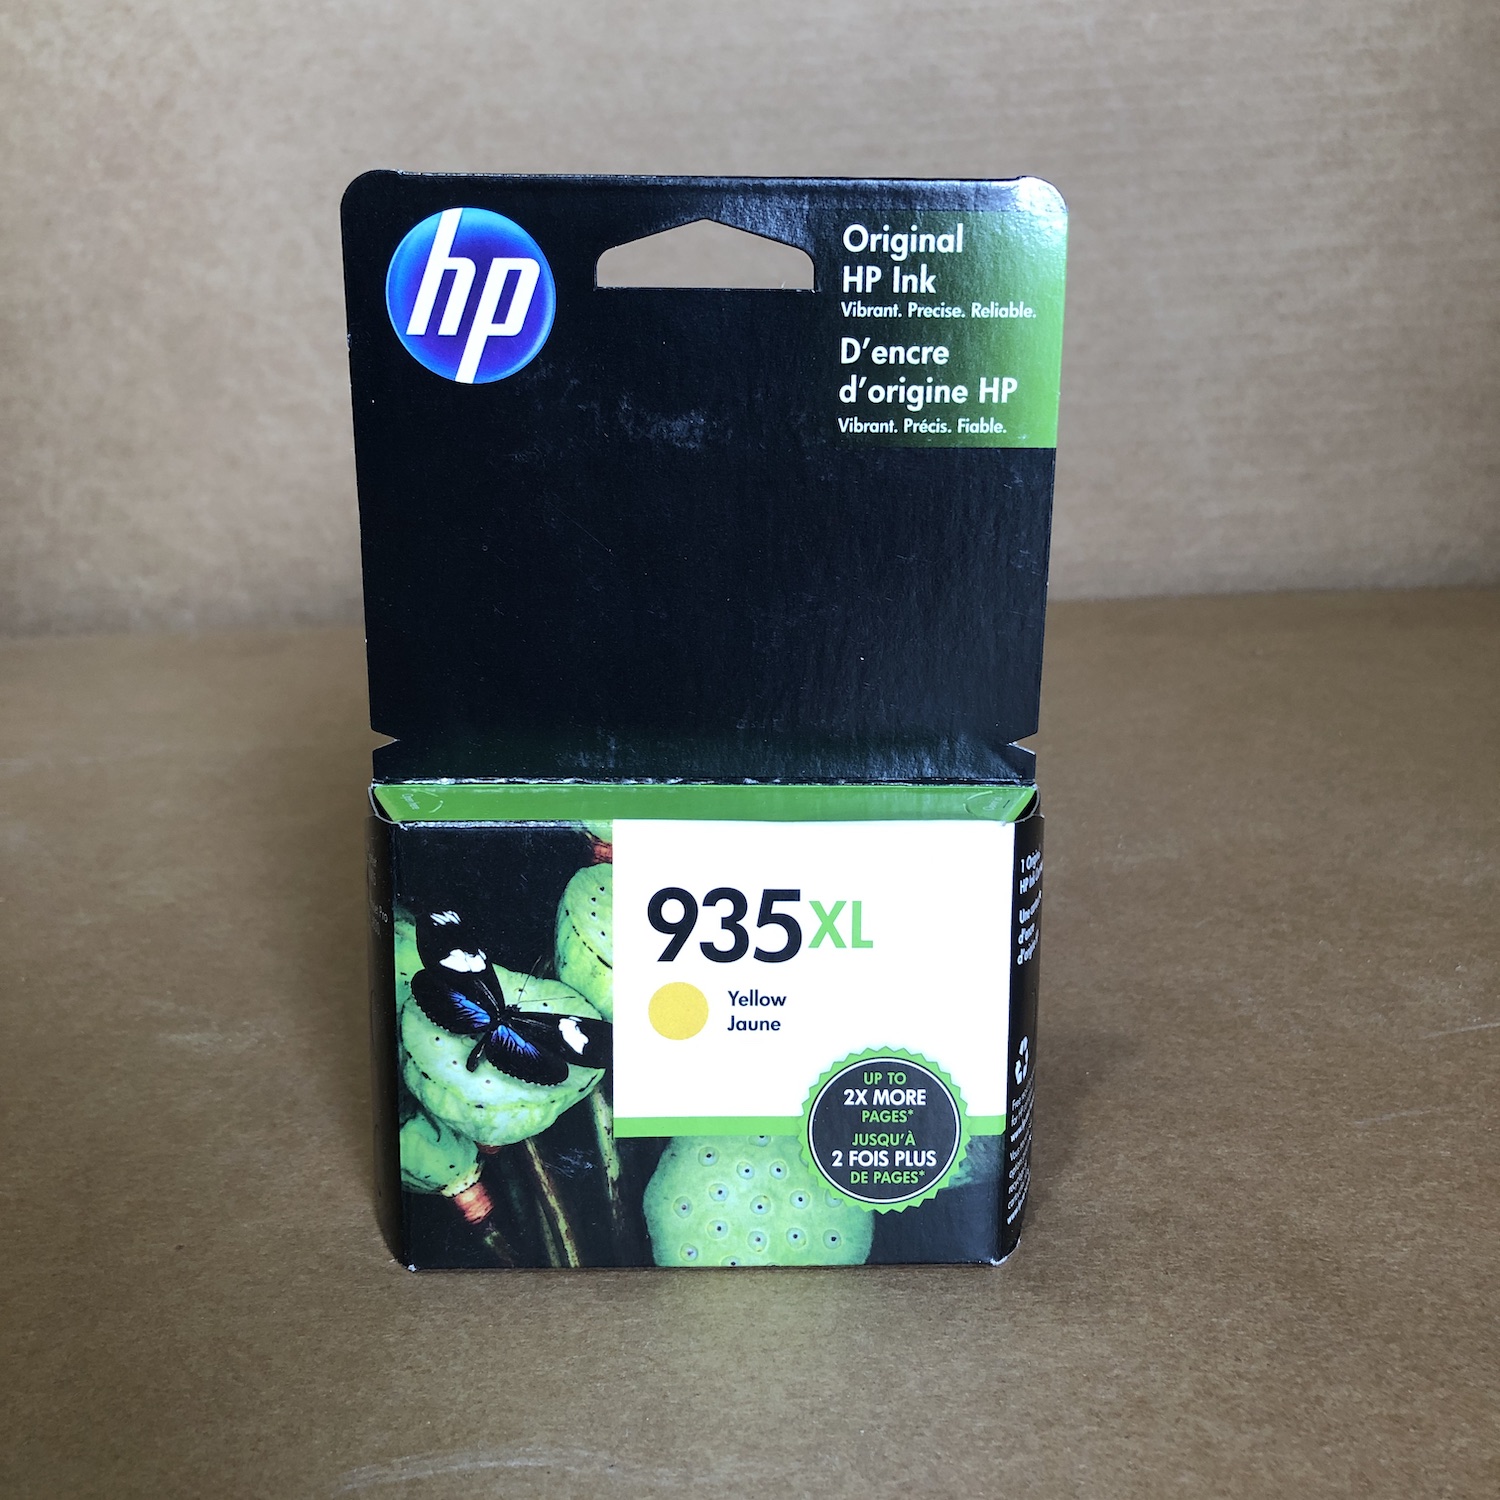 hp
Original
HP Ink
Vibrant. Precise. Reliable.
D'encre
d'origine HP
Vibrant. Précis. Fiable.
935XL
Yellow
Jaune
UP TO
2X MORE
PAGES*
JUSQU'À
2 FOIS PLUS
DE PAGES*